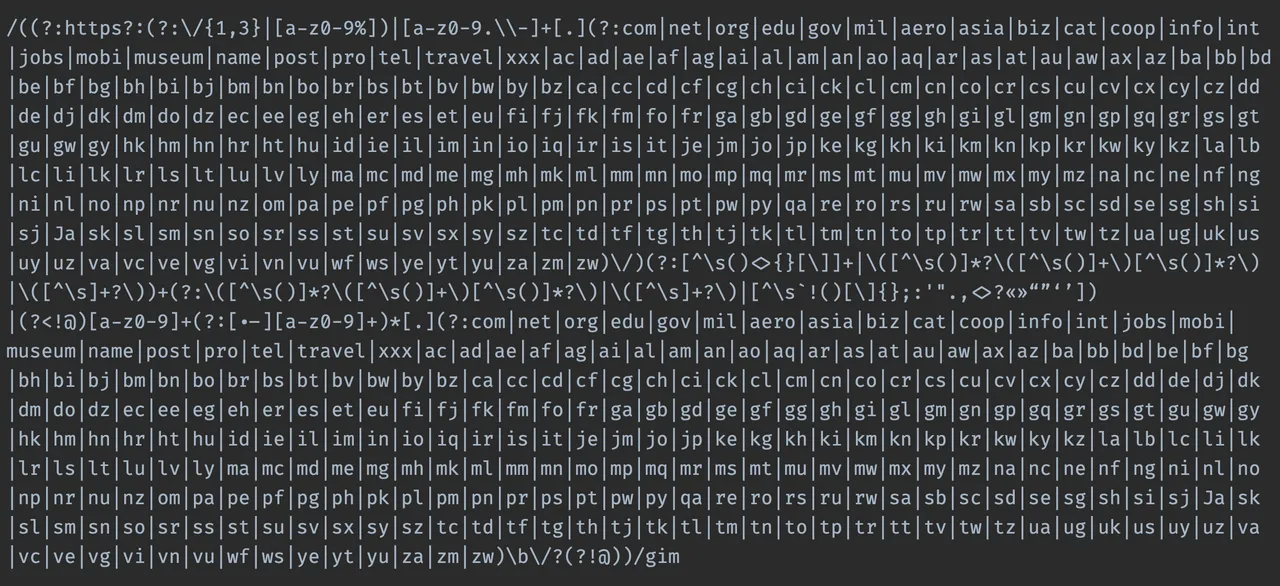 /((?:https?:(?:\/{1,3}|[a-z0-9%])|[a-z0-9.\\-]+[.](?:com|net|org|edu|gov|mil|aero|asia|biz|cat|coop|info|int
|jobs|mobi|museum|name|post|pro|tel|travel|xxx|ac|ad|ae|af|ag|ai|al|am|an|ao|aq|ar|as|at|au|aw|ax|az|ba|bb|bd
|be|bf|bg|bh|bi|bj|bm|bn|bo|br|bs|bt|bv|bw|by|bz|ca|cc|cd|cf|cg|ch|ci|ck|cl|cm|cn|co|cr|cs|cu|cv|cx|cy|cz|dd
|de|dj|dk|dm|do|dz|ec|ee|eg|eh|er|es|et|eu|fi|fj|fk|fm|fo|fr|ga|gb|gd|ge|gf|gg|gh|gi|gl|gm|gn|gp|gq|gr|gs|gt
|gu|gw|gy|hk|hm|hn|hr|ht|hu|id|ie|il|im|in|io|iq|ir|is|it|je|jm|jo|jp|ke|kg|kh|ki|km|kn|kp|kr|kw|ky|kz|la|lb
|lc|li|lk|lr|ls|lt|lu|lv|ly|ma|mc|md|me|mg|mh|mk|ml|mm|mn|mo|mp|mq|mr|ms|mt|mu|mv|mw|mx|my|mz|na|nc|ne|nf|ng
|ni|nl|no|np|nr|nu|nz|om|pa|pe|pf|pg|ph|pk|pl|pm|pn|pr|ps|pt|pw|py|qa|re|ro|rs|ru|rw|sa|sb|sc|sd|se|sg|sh|si
|sj|Ja|sk|sl|sm|sn|so|sr|ss|st|su|sv|sx|sy|sz|tc|td|tf|tg|th|tj|tk|tl|tm|tn|to|tp|tr|tt|tv|tw|tz|ua|ug|uk|us
|uy|uz|va|vc|ve|vg|vi|vn|vu|wf|ws|ye|yt|yu|za|zm|zw)\/)(?:[^\s()<>{}[\]]+|\([^\s()]*?\([^\s()]+\)[^\s()]*?\)
|\([^\s]+?\))+(?:\([^\s()]*?\([^\s()]+\)[^\s()]*?\)|\([^\s]+?\)|[^\s`!()[\]{};:'".,<>?«»“”‘’])
|(?<!@)[a-z0-9]+(?:[•–][a-z0-9]+)*[.](?:com|net|org|edu|gov|mil|aero|asia|biz|cat|coop|info|int|jobs|mobi|
museum|name|post|pro|tel|travel|xxx|ac|ad|ae|af|ag|ai|al|am|an|ao|aq|ar|as|at|au|aw|ax|az|ba|bb|bd|be|bf|bg
|bh|bi|bj|bm|bn|bo|br|bs|bt|bv|bw|by|bz|ca|cc|cd|cf|cg|ch|ci|ck|cl|cm|cn|co|cr|cs|cu|cv|cx|cy|cz|dd|de|dj|dk
|dm|do|dz|ec|ee|eg|eh|er|es|et|eu|fi|fj|fk|fm|fo|fr|ga|gb|gd|ge|gf|gg|gh|gi|gl|gm|gn|gp|gq|gr|gs|gt|gu|gw|gy
|hk|hm|hn|hr|ht|hu|id|ie|il|im|in|io|iq|ir|is|it|je|jm|jo|jp|ke|kg|kh|ki|km|kn|kp|kr|kw|ky|kz|la|lb|lc|li|lk
|lr|ls|lt|lu|lv|ly|ma|mc|md|me|mg|mh|mk|ml|mm|mn|mo|mp|mq|mr|ms|mt|mu|mv|mw|mx|my|mz|na|nc|ne|nf|ng|ni|nl|no
|np|nr|nu|nz|om|pa|pe|pf|pg|ph|pk|pl|pm|pn|pr|ps|pt|pw|py|qa|re|ro|rs|ru|rw|sa|sb|sc|sd|se|sg|sh|si|sj|Ja|sk
|sl|sm|sn|so|sr|ss|st|su|sv|sx|sy|sz|tc|td|tf|tg|th|tj|tk|tl|tm|tn|to|tp|tr|tt|tv|tw|tz|ua|ug|uk|us|uy|uz|va
|vc|ve|vg|vi|vn|vu|wf|ws|ye|yt|yu|za|zm|zw)\b\/?(?!@))/gim